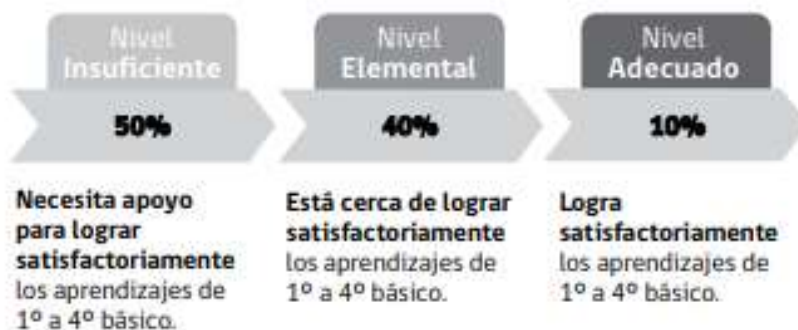 Nivel
Insuficiente
Nivel
Elemental
Nivel
Adecuado
50%
40%
10%
Necesita apoyo
para lograr
satisfactoriamente
los aprendizajes de
1º a 4º básico.
Está cerca de lograr
satisfactoriamente
los aprendizajes de
1º a 4º básico.
Logra
satisfactoriamente
los aprendizajes de
1º a 4º básico.